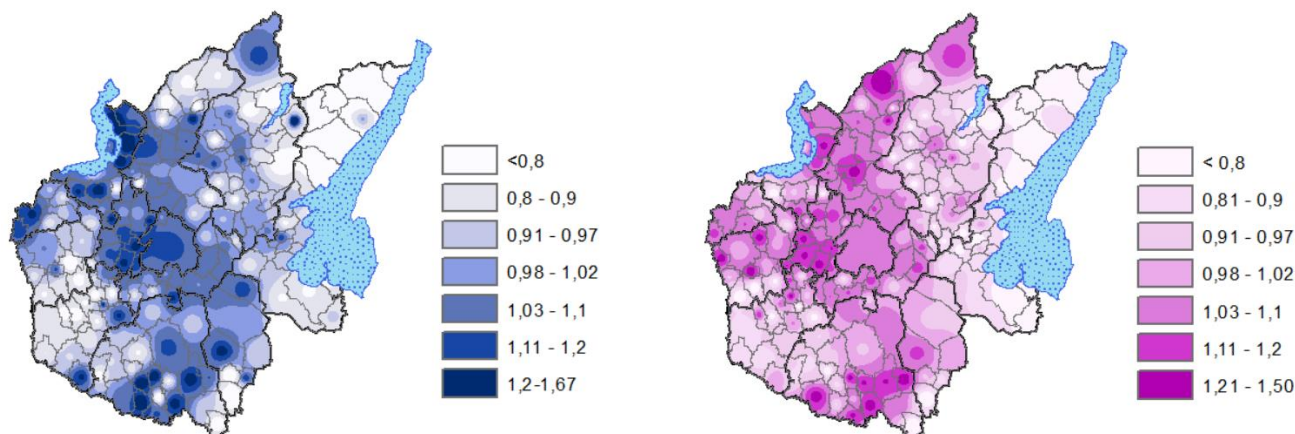 <0,8
0,8 - 0,9
0,91 - 0,97
0,98 - 1,02
1,03 - 1,1
1,11 - 1,2
1,2-1,67
< 0,8
0,81 - 0,9
0,91 - 0,97
0,98 - 1,02
1,03 - 1,1
1,11 - 1,2
1,21 - 1,50